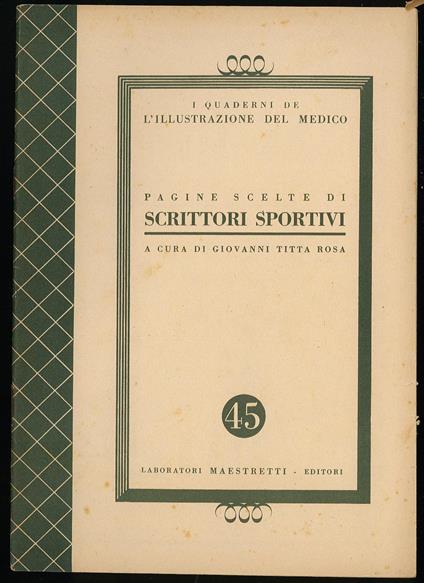 I QUADERNI DE
L'ILLUSTRAZIONE DEL MEDICO
PAGINE SCELTE DI
SCRITTORI SPORTIVI
A CURA DI GIOVANNI TITTA ROSA
45
LABORATORI MAESTRETTI - EDITORI